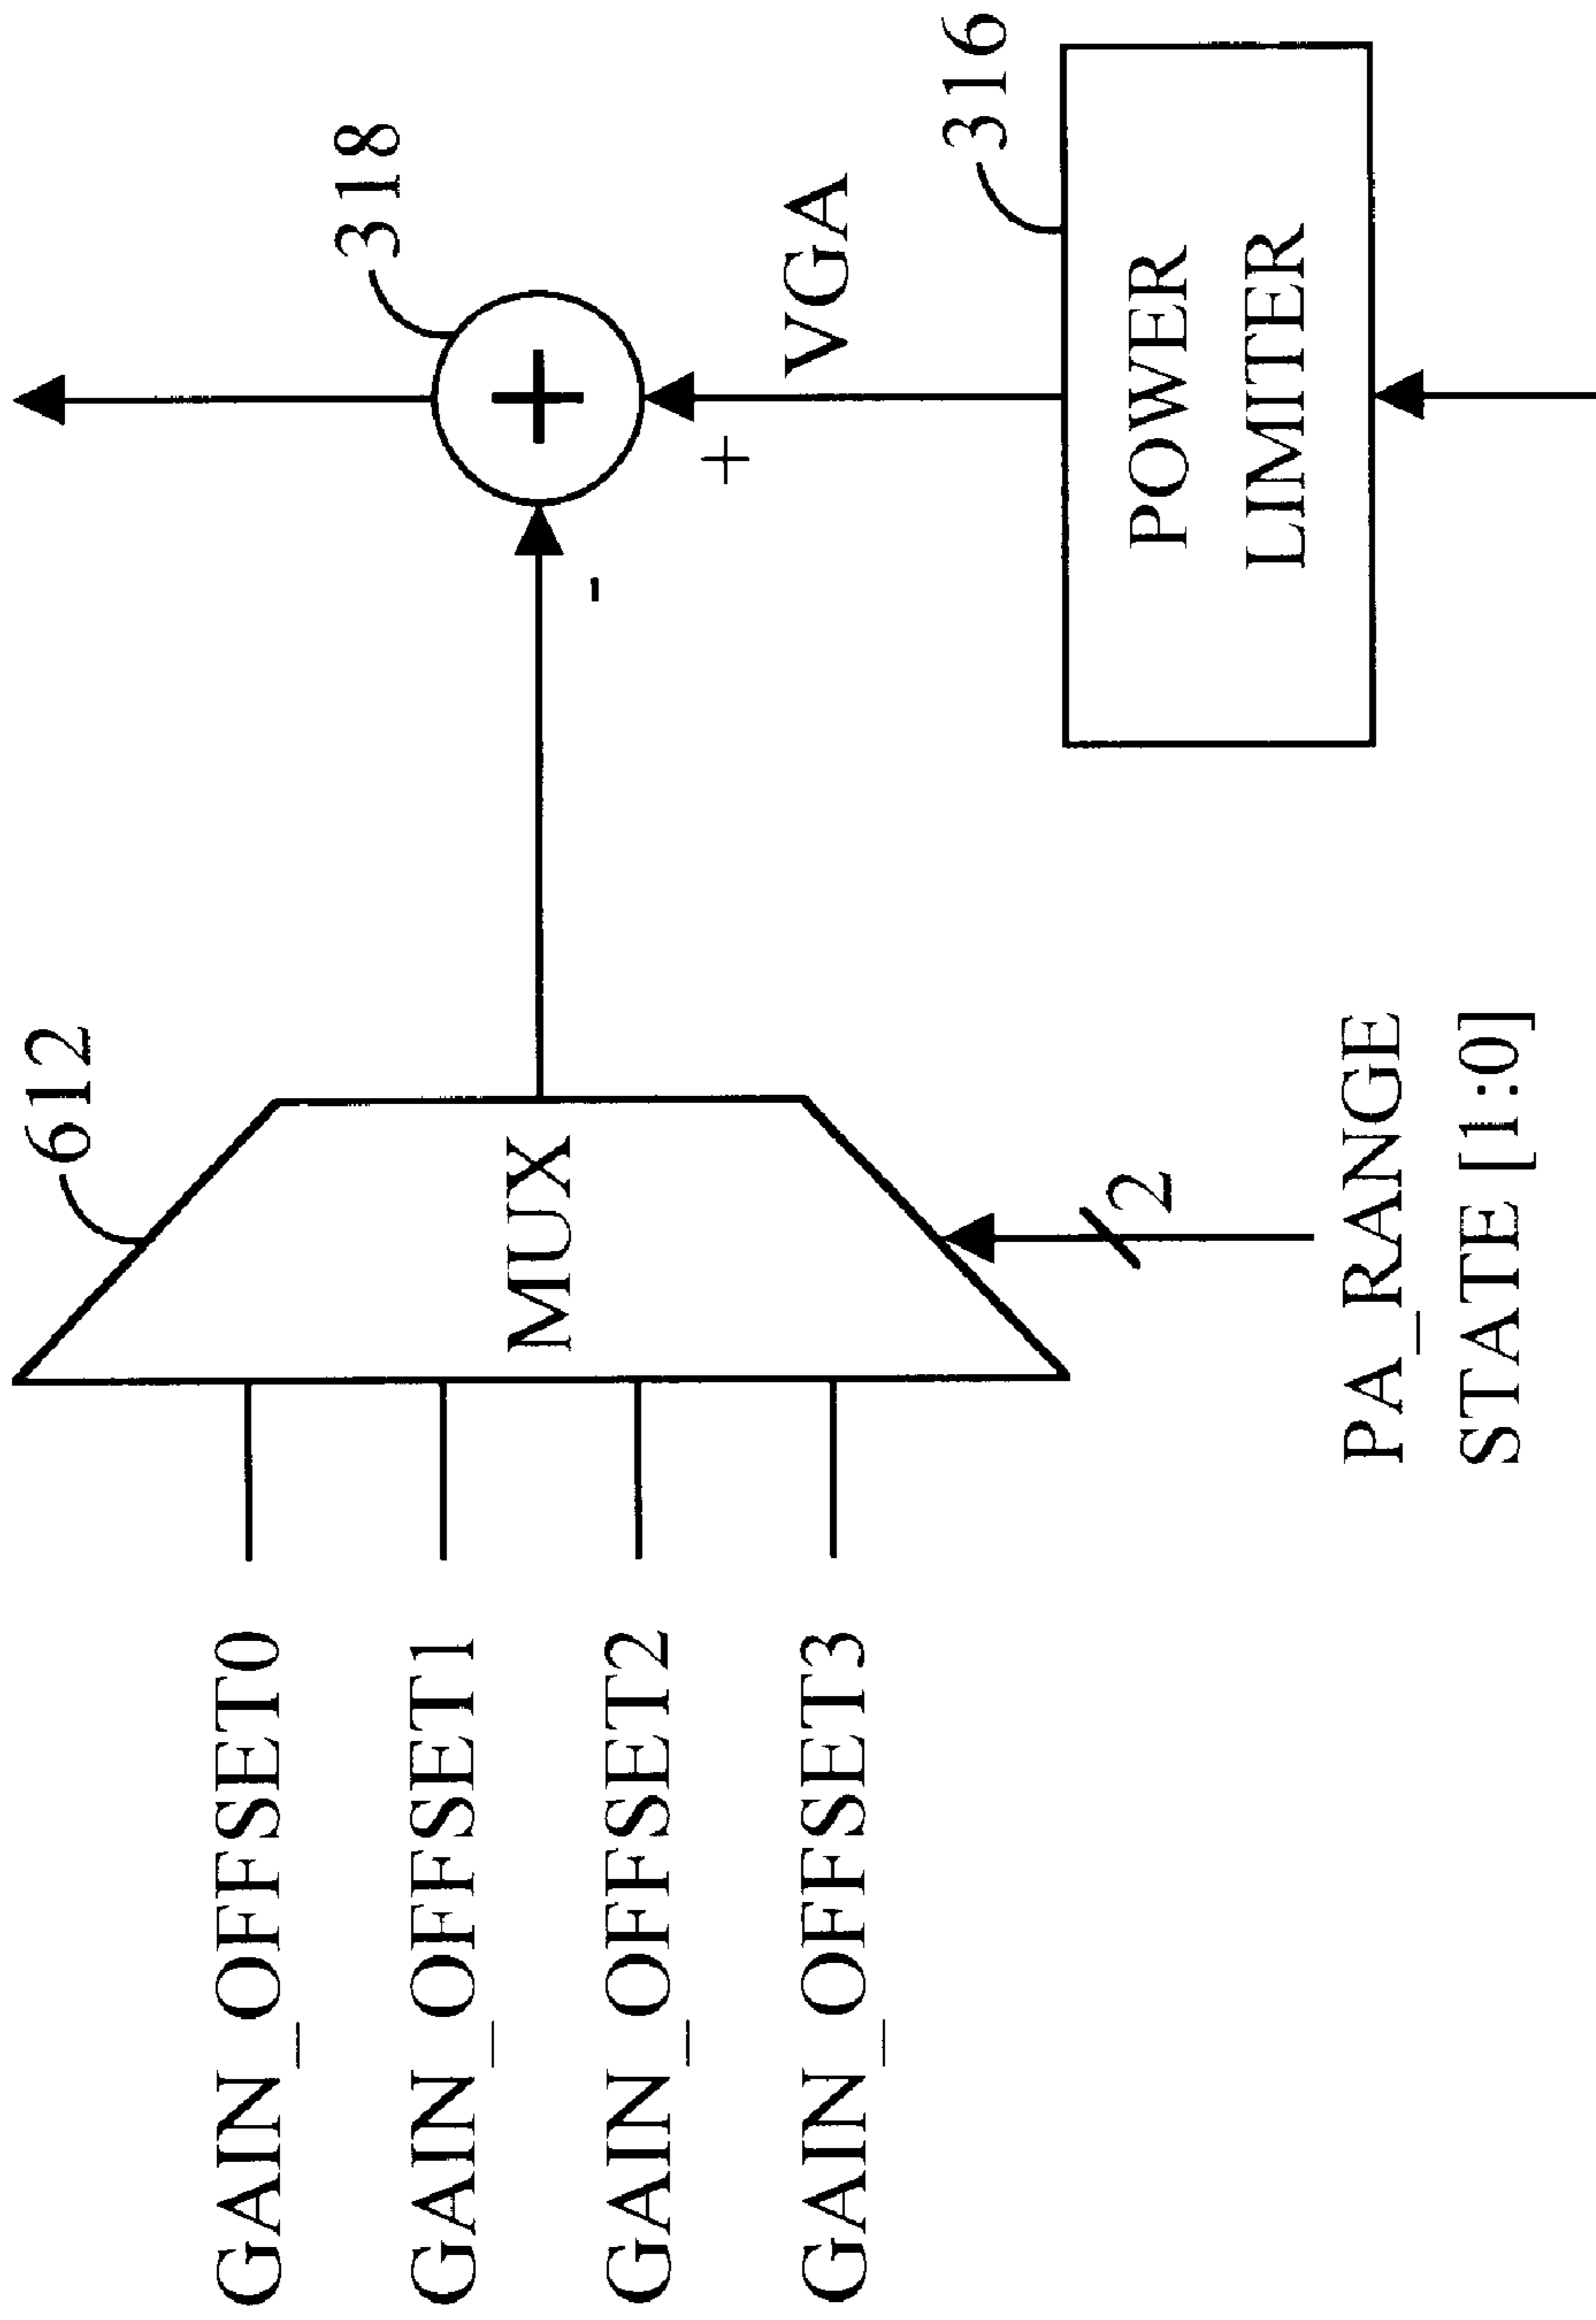 612
318
GAIN_OFFSET0
GAIN_OFFSET1
MUX
GAIN_OFFSET2
-
+
VGA
GAIN_OFFSET3
316
2
POWER
LIMITER
PA_RANGE
STATE [1:0]